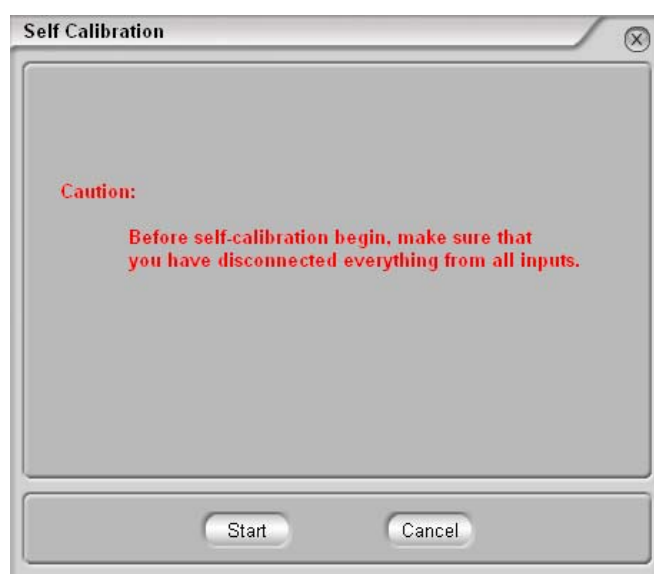 Self Calibration
Caution:
Before self-calibration begin, make sure that
you have disconnected everything from all inputs.
Start
Cancel